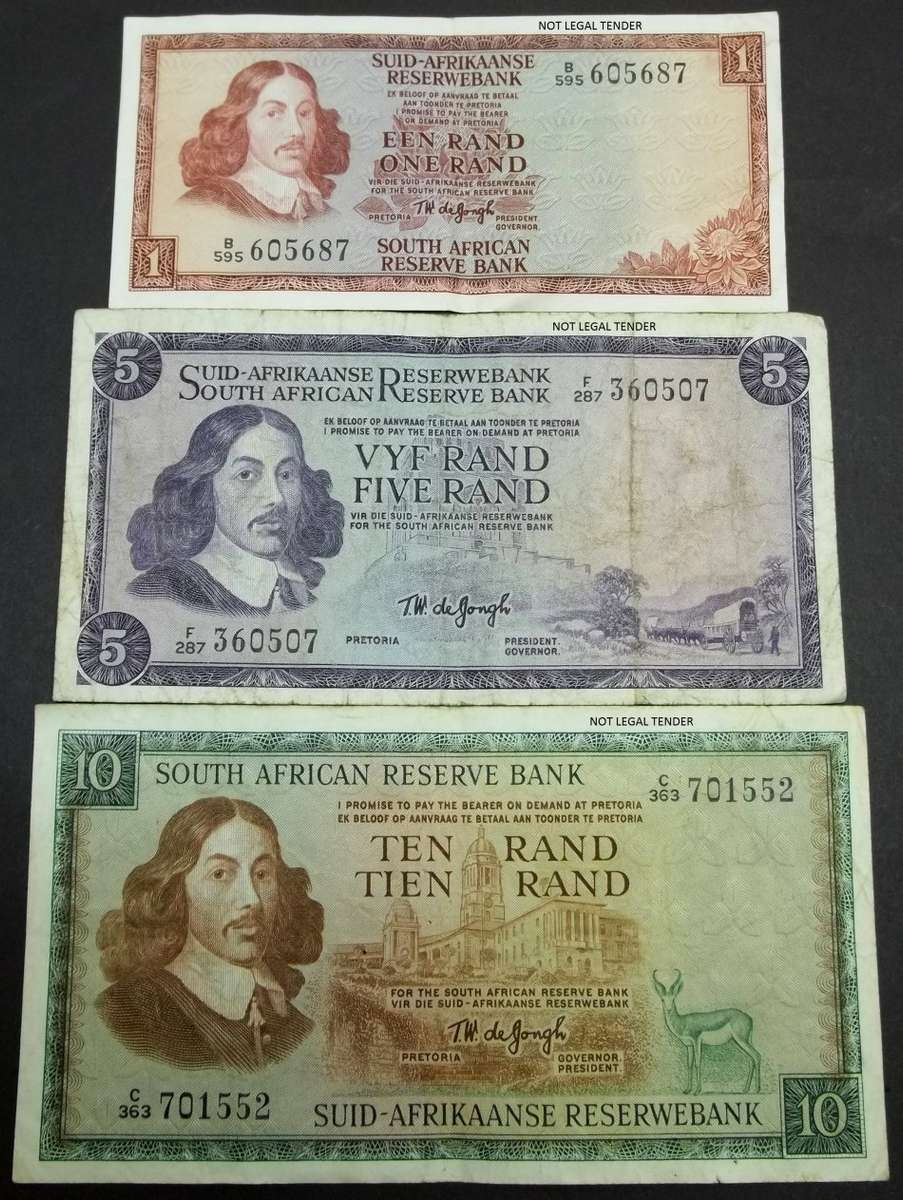 NOT LEGAL TENDER
1
SUID-AFRIKAANSE
RESERWEBANK
B
595 605687
EK BELOOF OP AANVRAAG TE BETAAL
AAN TOONDER TE PRETORIA
I PROMISE TO PAY THE BEARER
ON DEMAND AT PRETORIA
EEN RAND
ONE RAND
VIR DIE SUID-AFRIKAANSE RESERWEBANK
FOR THE SOUTH AFRICAN RESERVE BANK
T.W. de Jongh
PRETORIA
PRESIDENT
GOVERNOR.
B
595 605687
SOUTH AFRICAN
RESERVE BANK
1
NOT LEGAL TENDER
5
5
SUID-AFRIKAANSE RESERWEBANK
SOUTH AFRICAN RESERVE BANK
F
287 360507
EK BELOOF OP AANVRAAG TE BETAAL AAN TOONDER TE PRETORIA
I PROMISE TO PAY THE BEARER ON DEMAND AT PRETORIA
VYF RAND
FIVE RAND
VIR DIE SUID-AFRIKAANSE RESERWEBANK
FOR THE SOUTH AFRICAN RESERVE BANK
T.W. de Jongh
5
F
287 360507
PRETORIA
PRESIDENT.
GOVERNOR.
NOT LEGAL TENDER
10
SOUTH AFRICAN RESERVE BANK
C
363 701552
I PROMISE TO PAY THE BEARER ON DEMAND AT PRETORIA
EK BELOOF OP AANVRAAG TE BETAAL AAN TOONDER TE PRETORIA
TEN RAND
TIEN RAND
FOR THE SOUTH AFRICAN RESERVE BANK
VIR DIE SUID-AFRIKAANSE RESERWEBANK
T.W. de Jongh
PRETORIA
GOVERNOR.
PRESIDENT.
C
363 701552
SUID-AFRIKAANSE RESERWEBANK
10